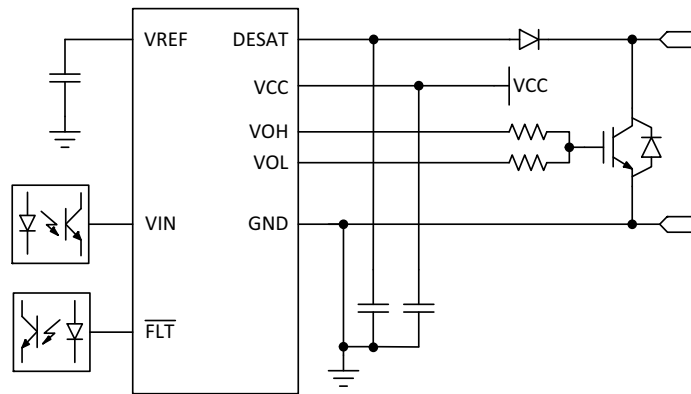 VREF
DESAT
VCC
VCC
VOH
VOL
VIN
GND
FLT